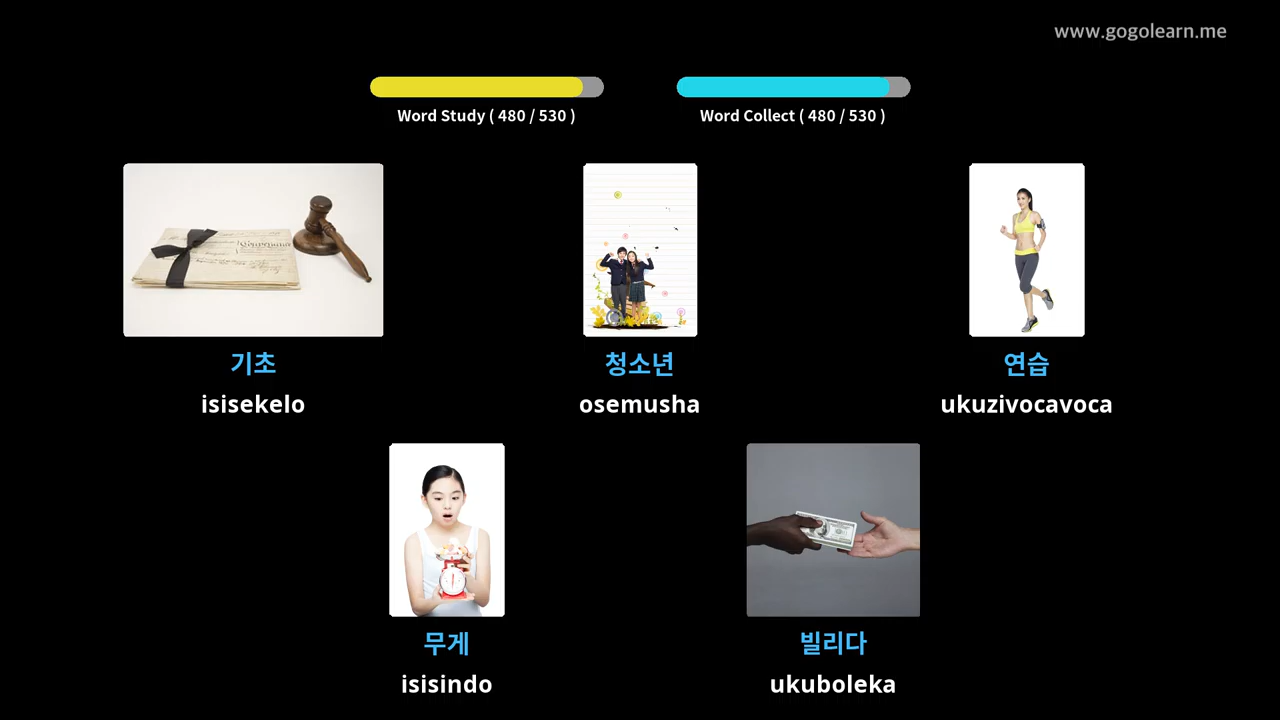 www.gogolearn.me
Word Study ( 480 / 530 )
Word Collect ( 480 / 530 )
기초
isisekelo
청소년
osemusha
연습
ukuzivocavoca
무게
isisindo
빌리다
ukuboleka